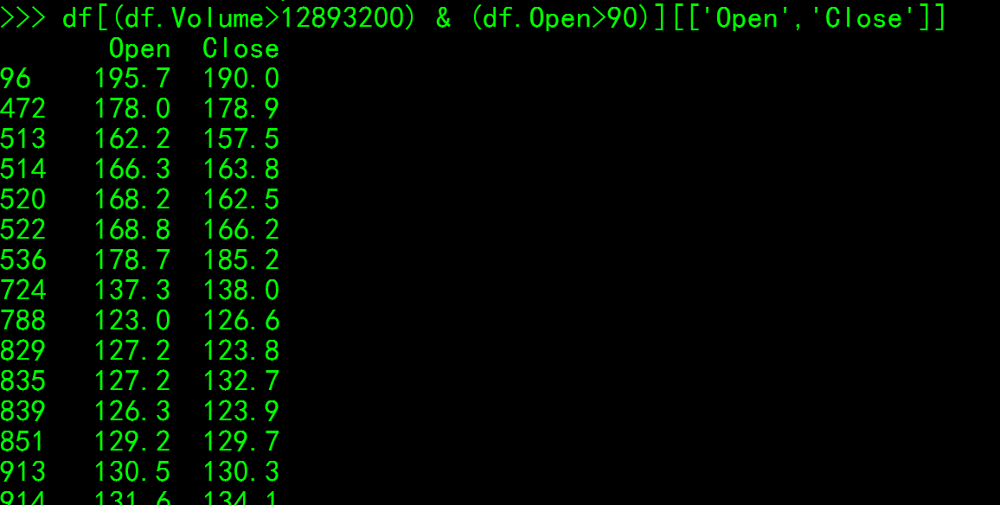 >>> df[(df.Volume>12893200) & (df.Open>90)][['Open','Close']]
Open Close
96 195.7 190.0
472 178.0 178.9
513 162.2 157.5
514 166.3 163.8
520 168.2 162.5
522 168.8 166.2
536 178.7 185.2
724 137.3 138.0
788 123.0 126.6
829 127.2 123.8
835 127.2 132.7
839 126.3 123.9
851 129.2 129.7
913 130.5 130.3
914 131.6 134.1